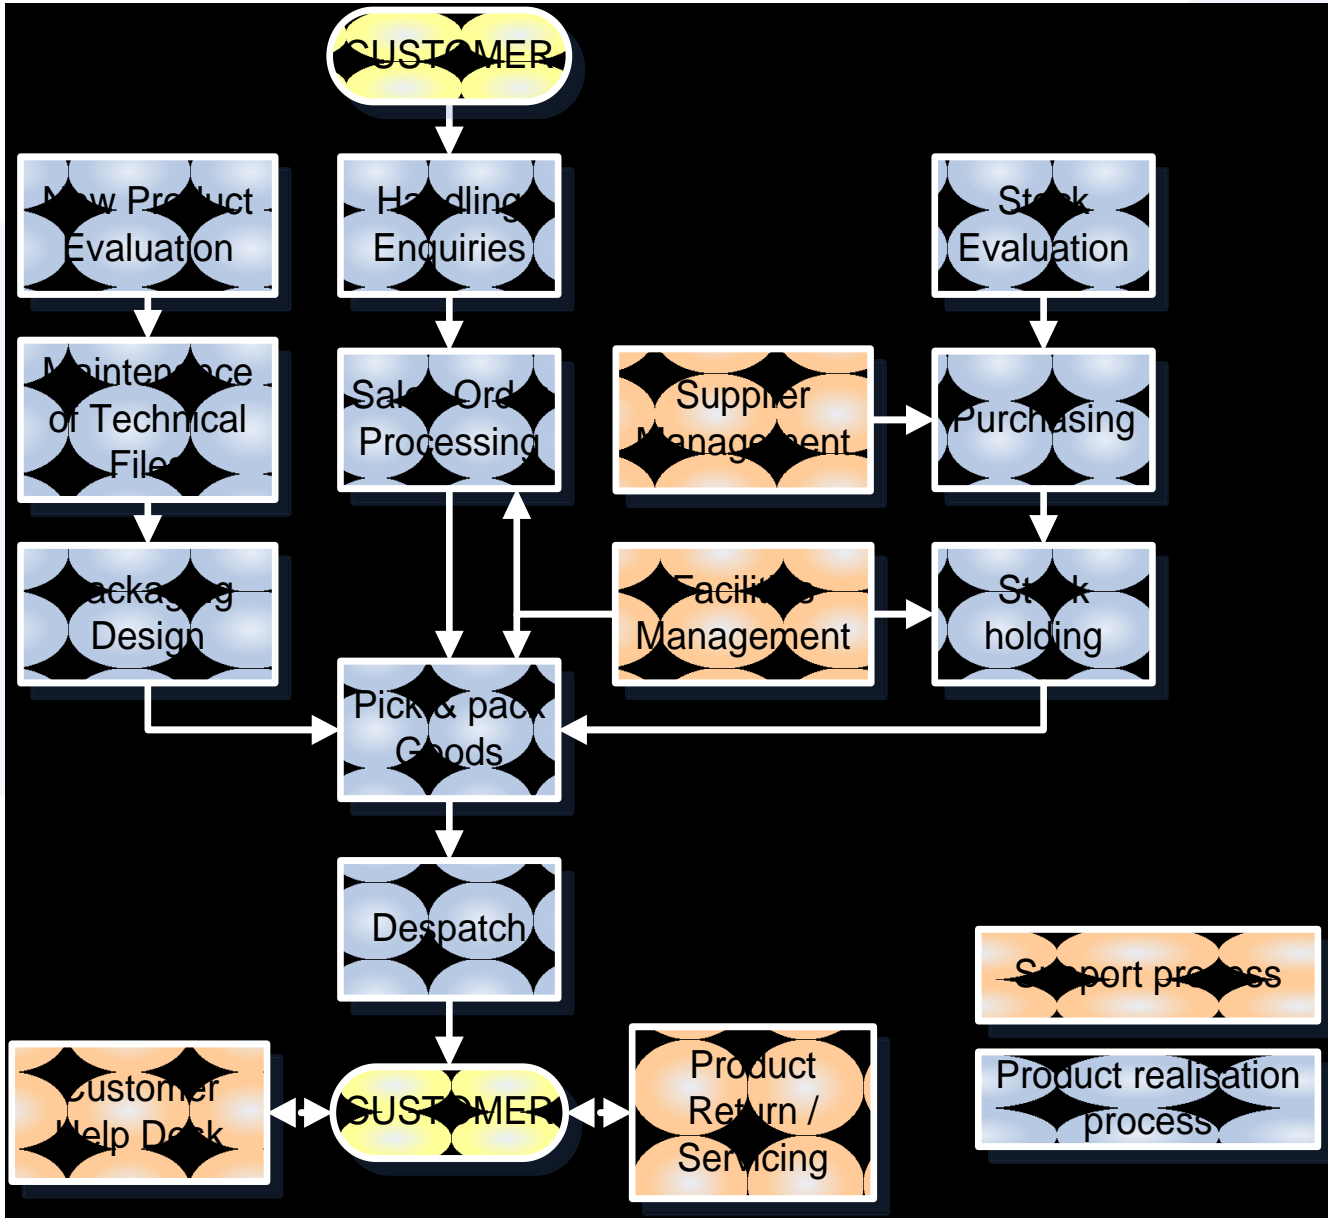 CUSTOMER
New Product
Evaluation
Handling
Enquiries
Stock
Evaluation
Maintenance
of Technical
Files
Sales Order
Processing
Supplier
Management
Purchasing
Packaging
Design
Facilities
Management
Stock
holding
Pick & pack
Goods
Despatch
Support process
Product realisation
process
Customer
Help Desk
CUSTOMER
Product
Return /
Servicing